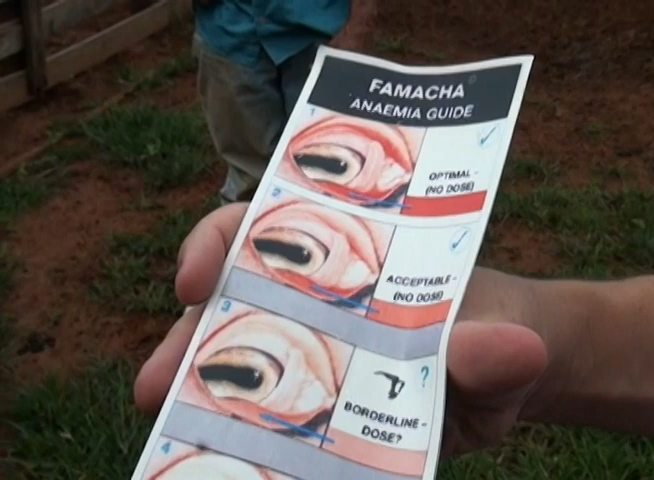 FAMACHA
ANAEMIA GUIDE
1
OPTIMAL -
(NO DOSE)
2
ACCEPTABLE -
(NO DOSE)
3
?
BORDERLINE -
DOSE?
4